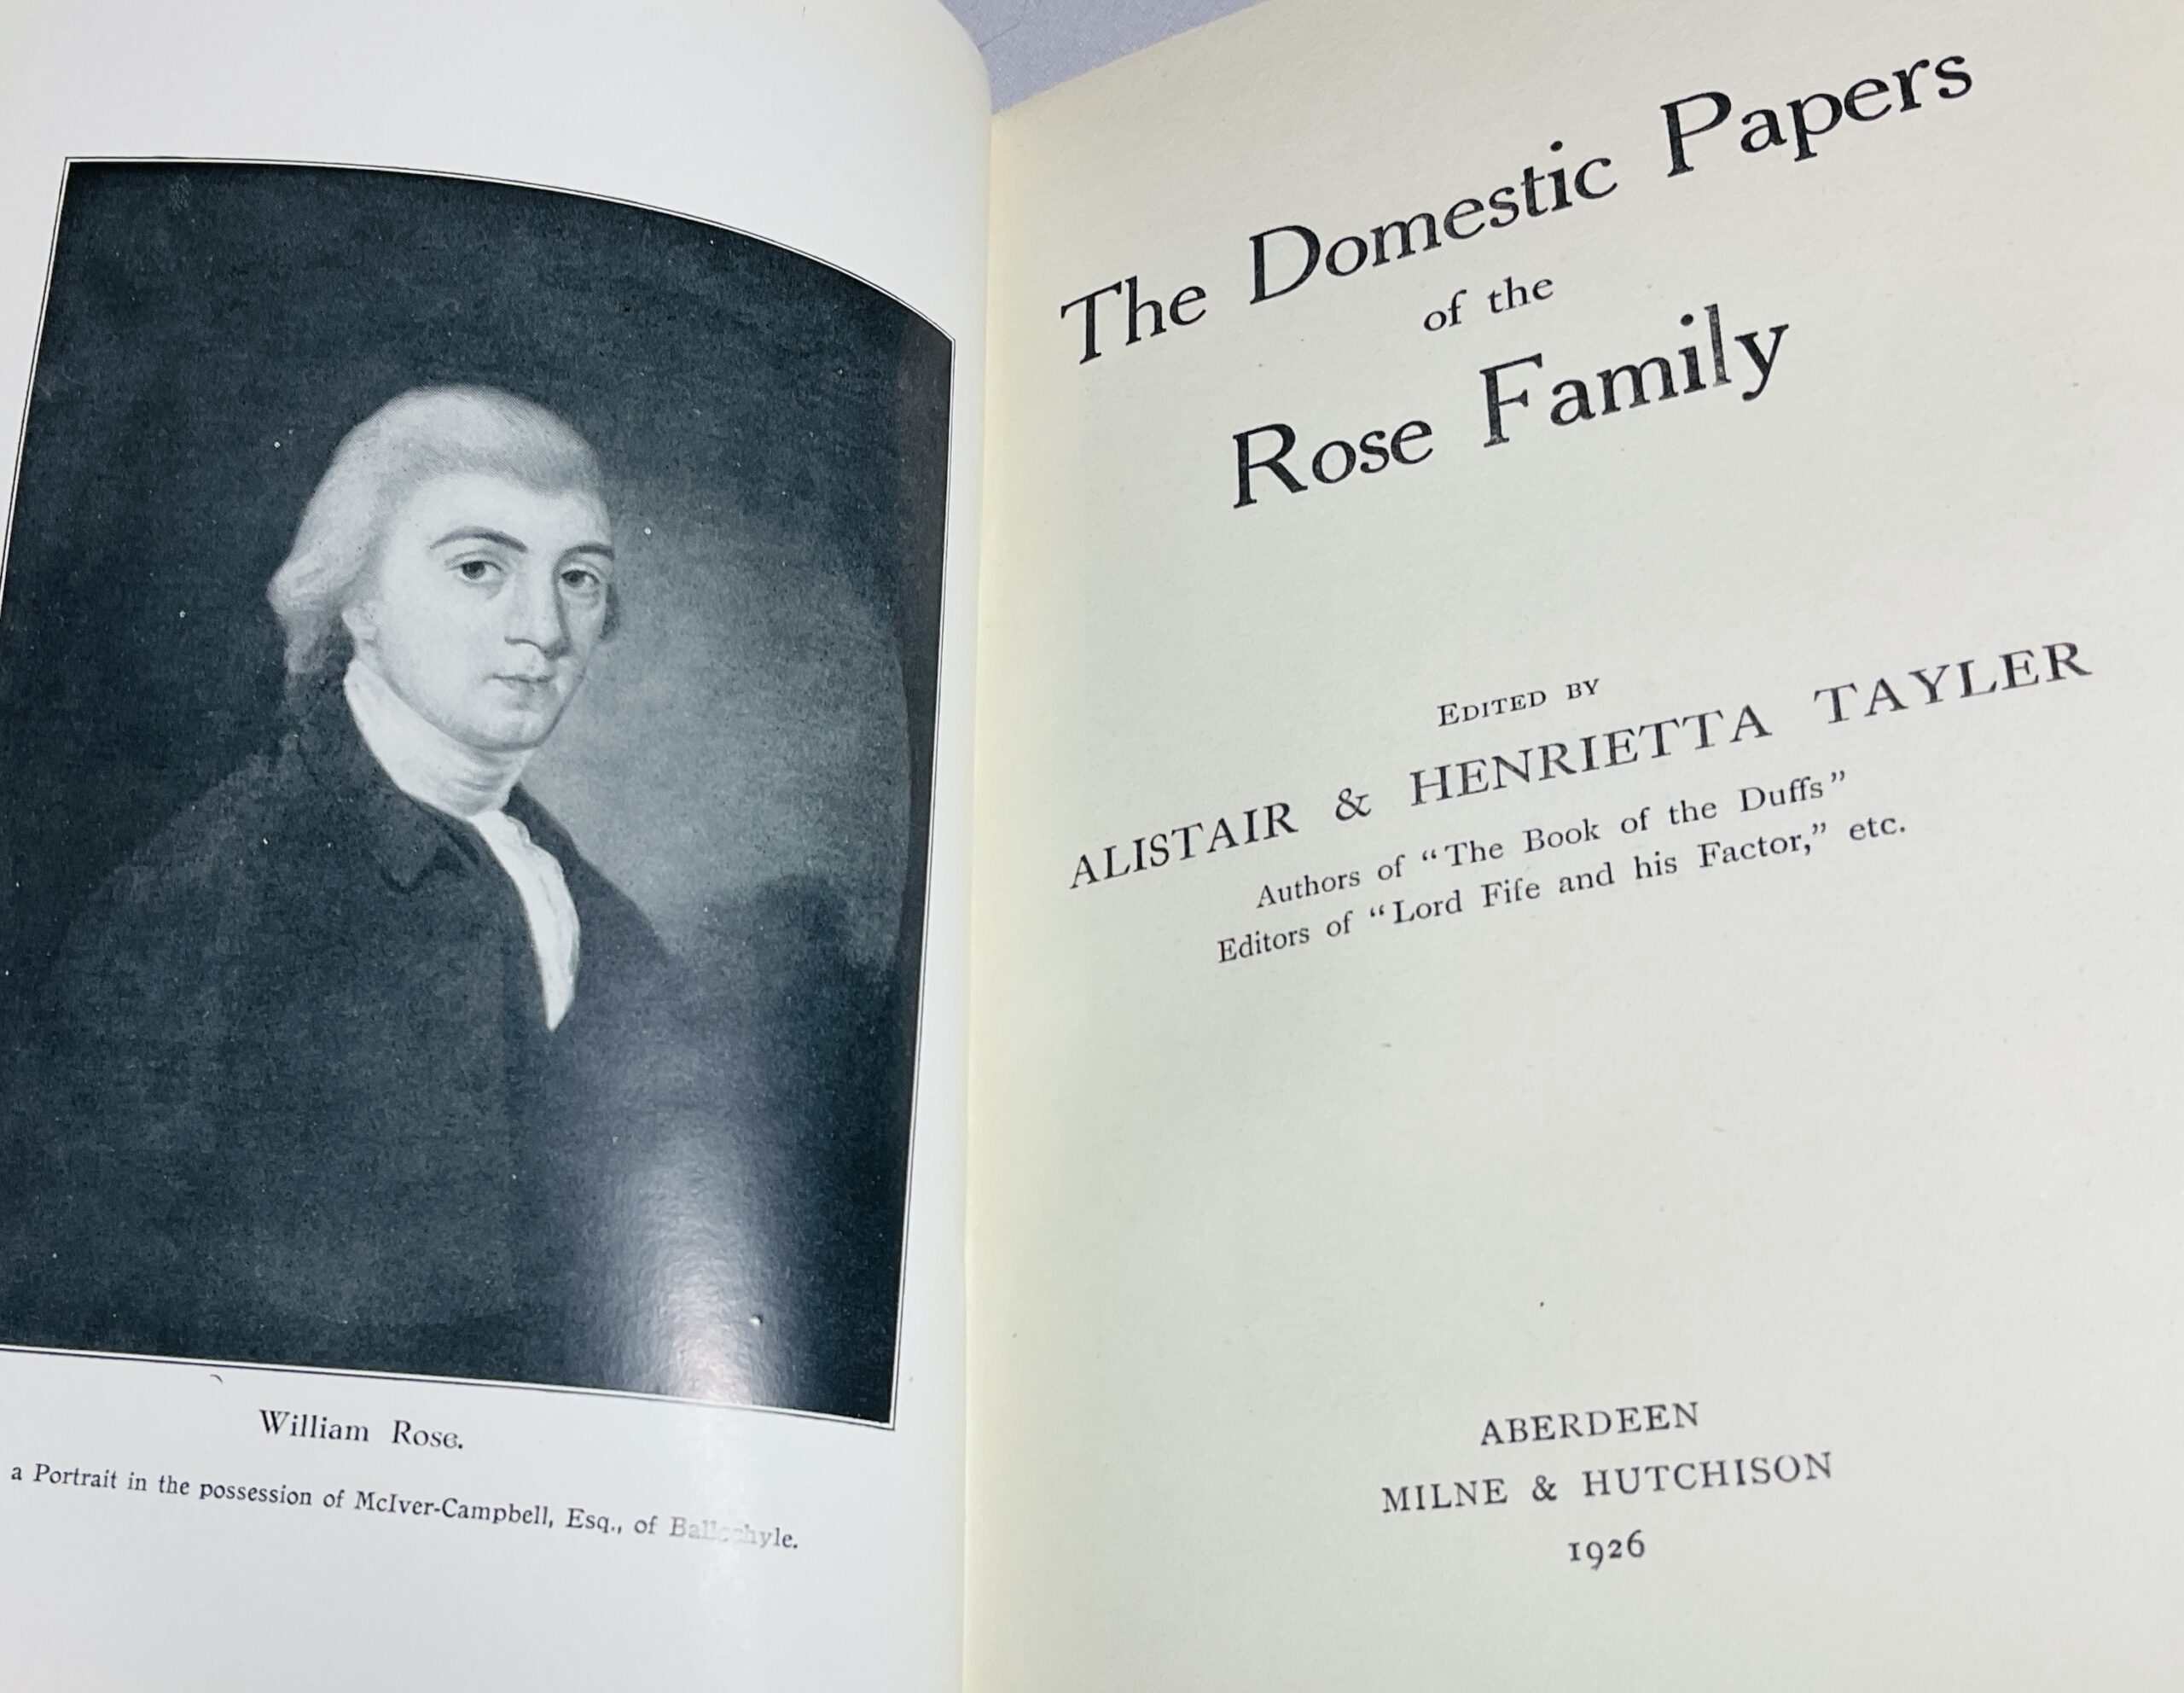 William Rose.
a Portrait in the possession of McIver-Campbell, Esq., of Ballochyle.
The Domestic Papers
of the
Rose Family
EDITED BY
ALISTAIR & HENRIETTA TAYLER
Authors of “The Book of the Duffs”
Editors of “Lord Fife and his Factor,” etc.
ABERDEEN
MILNE & HUTCHISON
1926